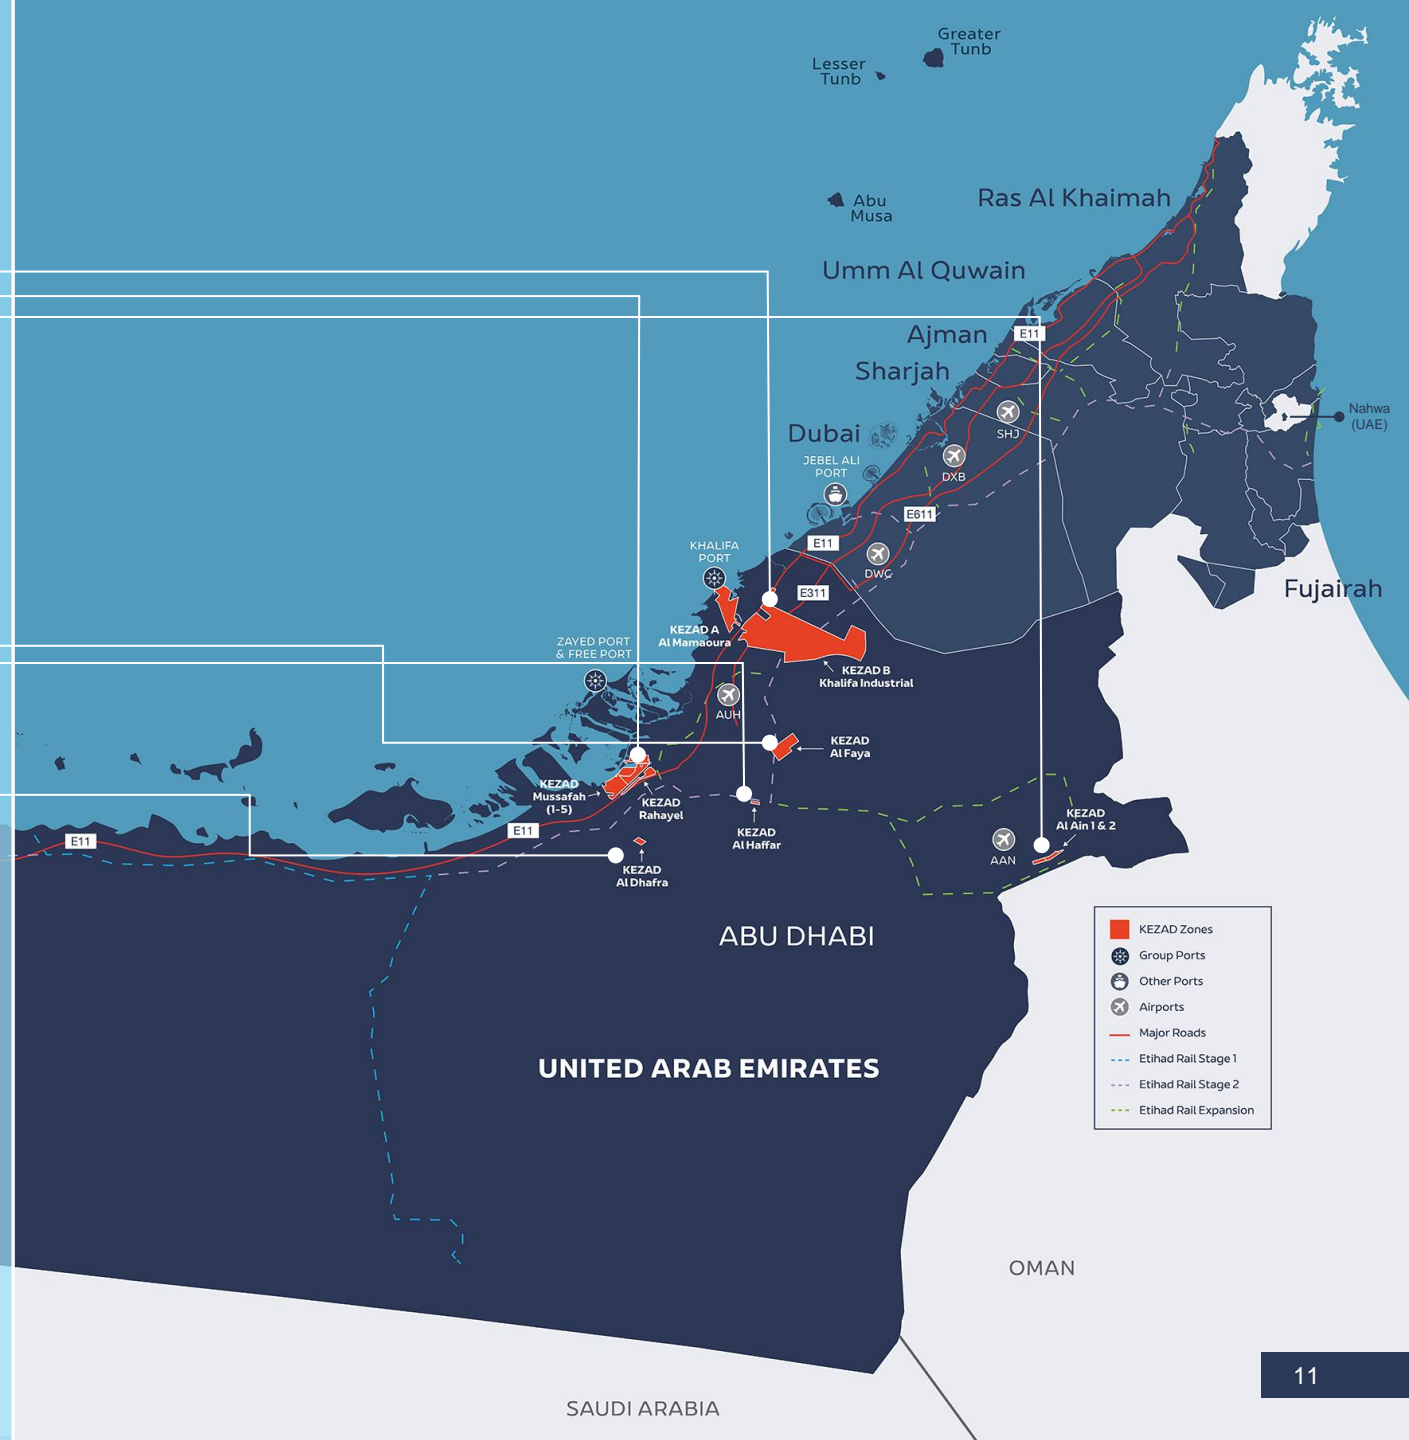 Greater
Tunb
Lesser
Tunb
Abu
Musa
Ras Al Khaimah
Umm Al Quwain
Ajman
E11
Sharjah
SHJ
Nahwa
(UAE)
Dubai
JEBEL ALI
PORT
DXB
E611
E11
KHALIFA
PORT
DWC
E311
Fujairah
KEZAD A
Al Mamaoura
ZAYED PORT
& FREE PORT
KEZAD B
Khalifa Industrial
AUH
KEZAD
Al Faya
KEZAD
Mussafah
(1-5)
KEZAD
Rahayel
KEZAD
Al Haffar
KEZAD
Al Ain 1 & 2
AAN
E11
E11
KEZAD
Al Dhafra
ABU DHABI
KEZAD Zones
Group Ports
Other Ports
Airports
Major Roads
Etihad Rail Stage 1
Etihad Rail Stage 2
Etihad Rail Expansion
UNITED ARAB EMIRATES
OMAN
11
SAUDI ARABIA